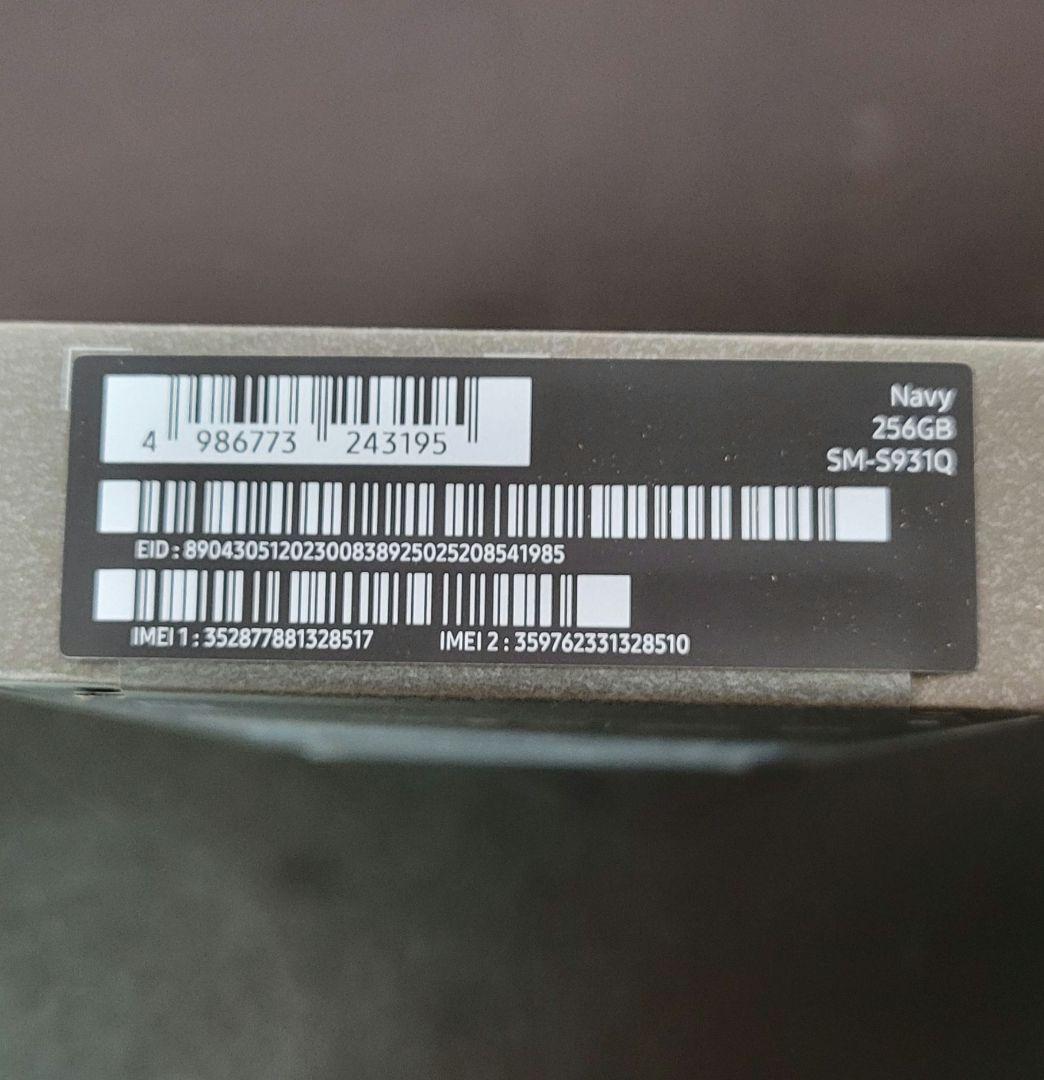 Navy
256GB
SM-S931Q
4 986773 243195
EID : 89043051202300838925025208541985
IMEI 1 : 352877881328517 IMEI 2 : 359762331328510